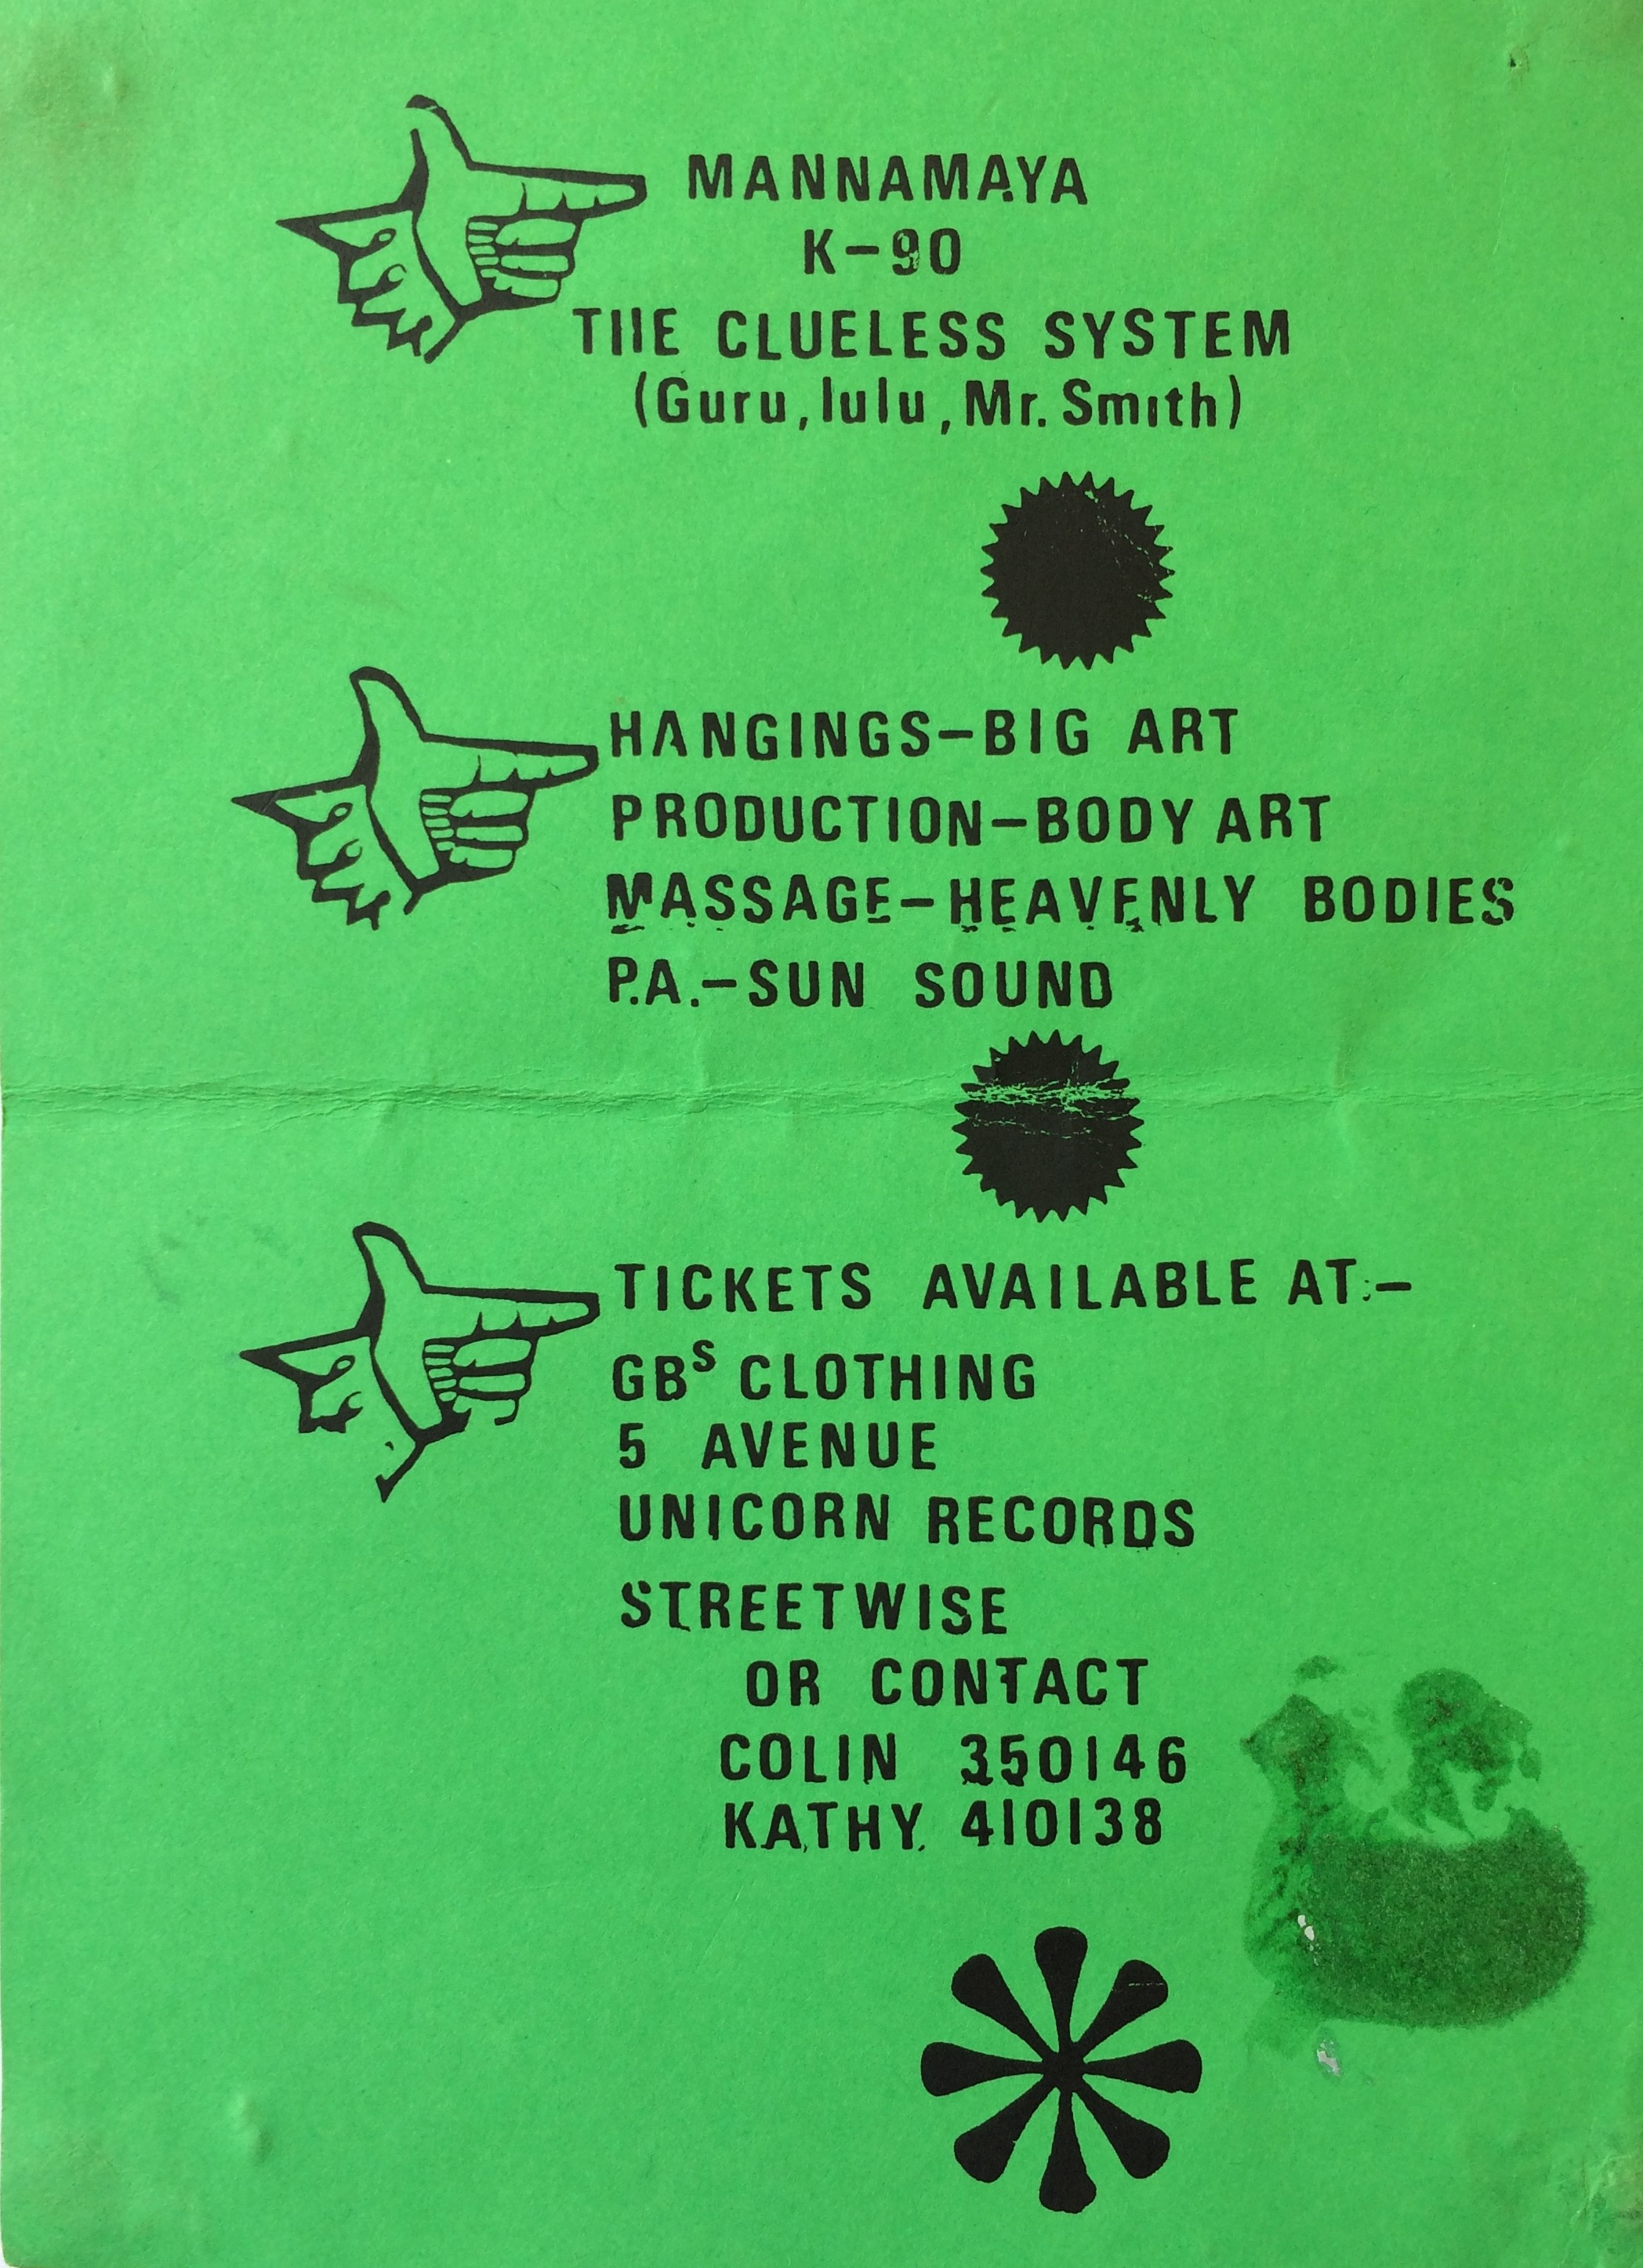 MANNAMAYA
K-90
THE CLUELESS SYSTEM
(Guru, lulu, Mr. Smith)
HANGINGS-BIG ART
PRODUCTION-BODY ART
MASSAGE-HEAVENLY BODIES
P.A.-SUN SOUND
TICKETS AVAILABLE AT:-
GBS CLOTHING
5 AVENUE
UNICORN RECORDS
STREETWISE
OR CONTACT
COLIN 350146
KATHY 410138